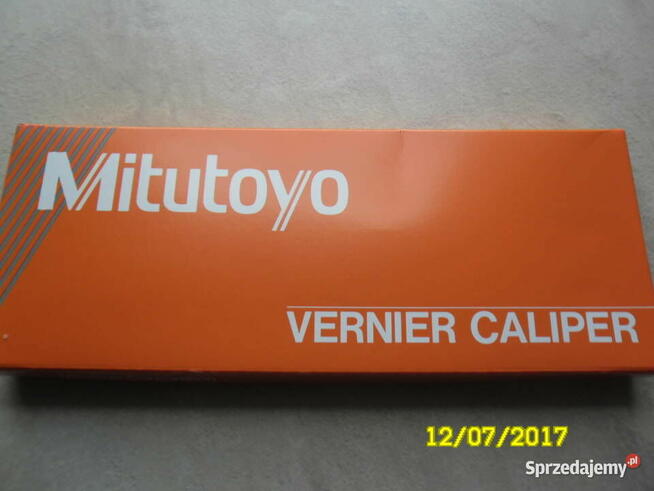 Mitutoyo
VERNIER CALIPER
12/07/2017
Sprzedajemy.pl